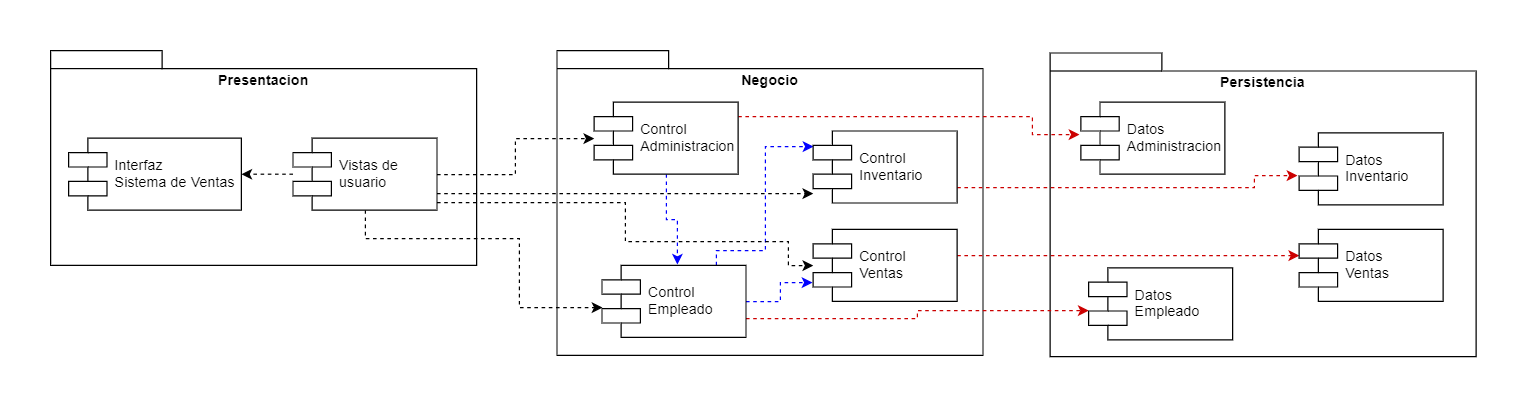 Presentacion
Interfaz
Sistema de Ventas
Vistas de
usuario
Negocio
Control
Administracion
Control
Inventario
Control
Ventas
Control
Empleado
Persistencia
Datos
Administracion
Datos
Inventario
Datos
Ventas
Datos
Empleado